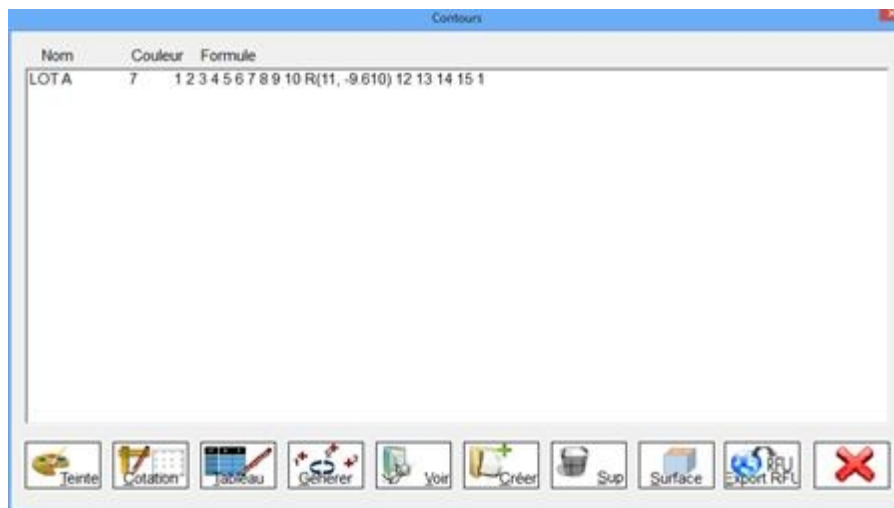 Contours
Nom Couleur Formule
LOT A 7 1 2 3 4 5 6 7 8 9 10 R(11, -9.610) 12 13 14 15 1
Teinte Cotation Tableau Générer Voir Créer Sup Surface Export RFU
RFU